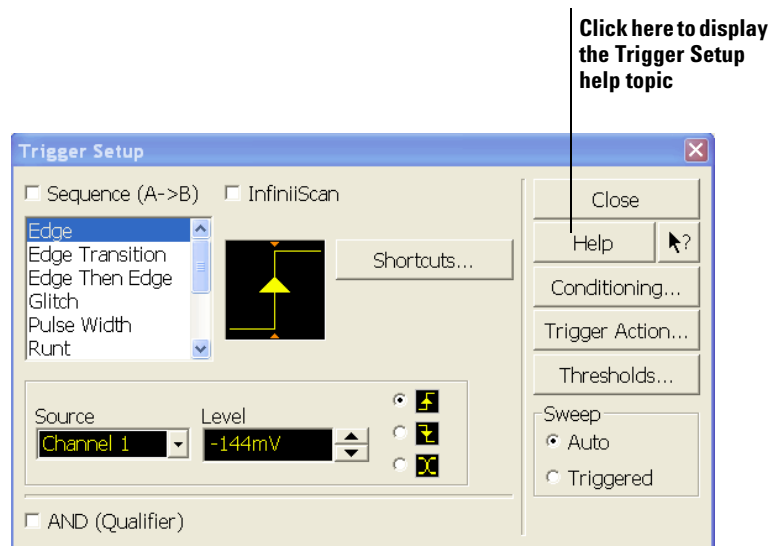 Click here to display
the Trigger Setup
help topic
Trigger Setup
Sequence (A->B)
InfiniiScan
Edge
Edge Transition
Edge Then Edge
Glitch
Pulse Width
Runt
Shortcuts...
Source
Channel 1
Level
-144mV
AND (Qualifier)
Close
Help
?
Conditioning...
Trigger Action...
Thresholds...
Sweep
Auto
Triggered